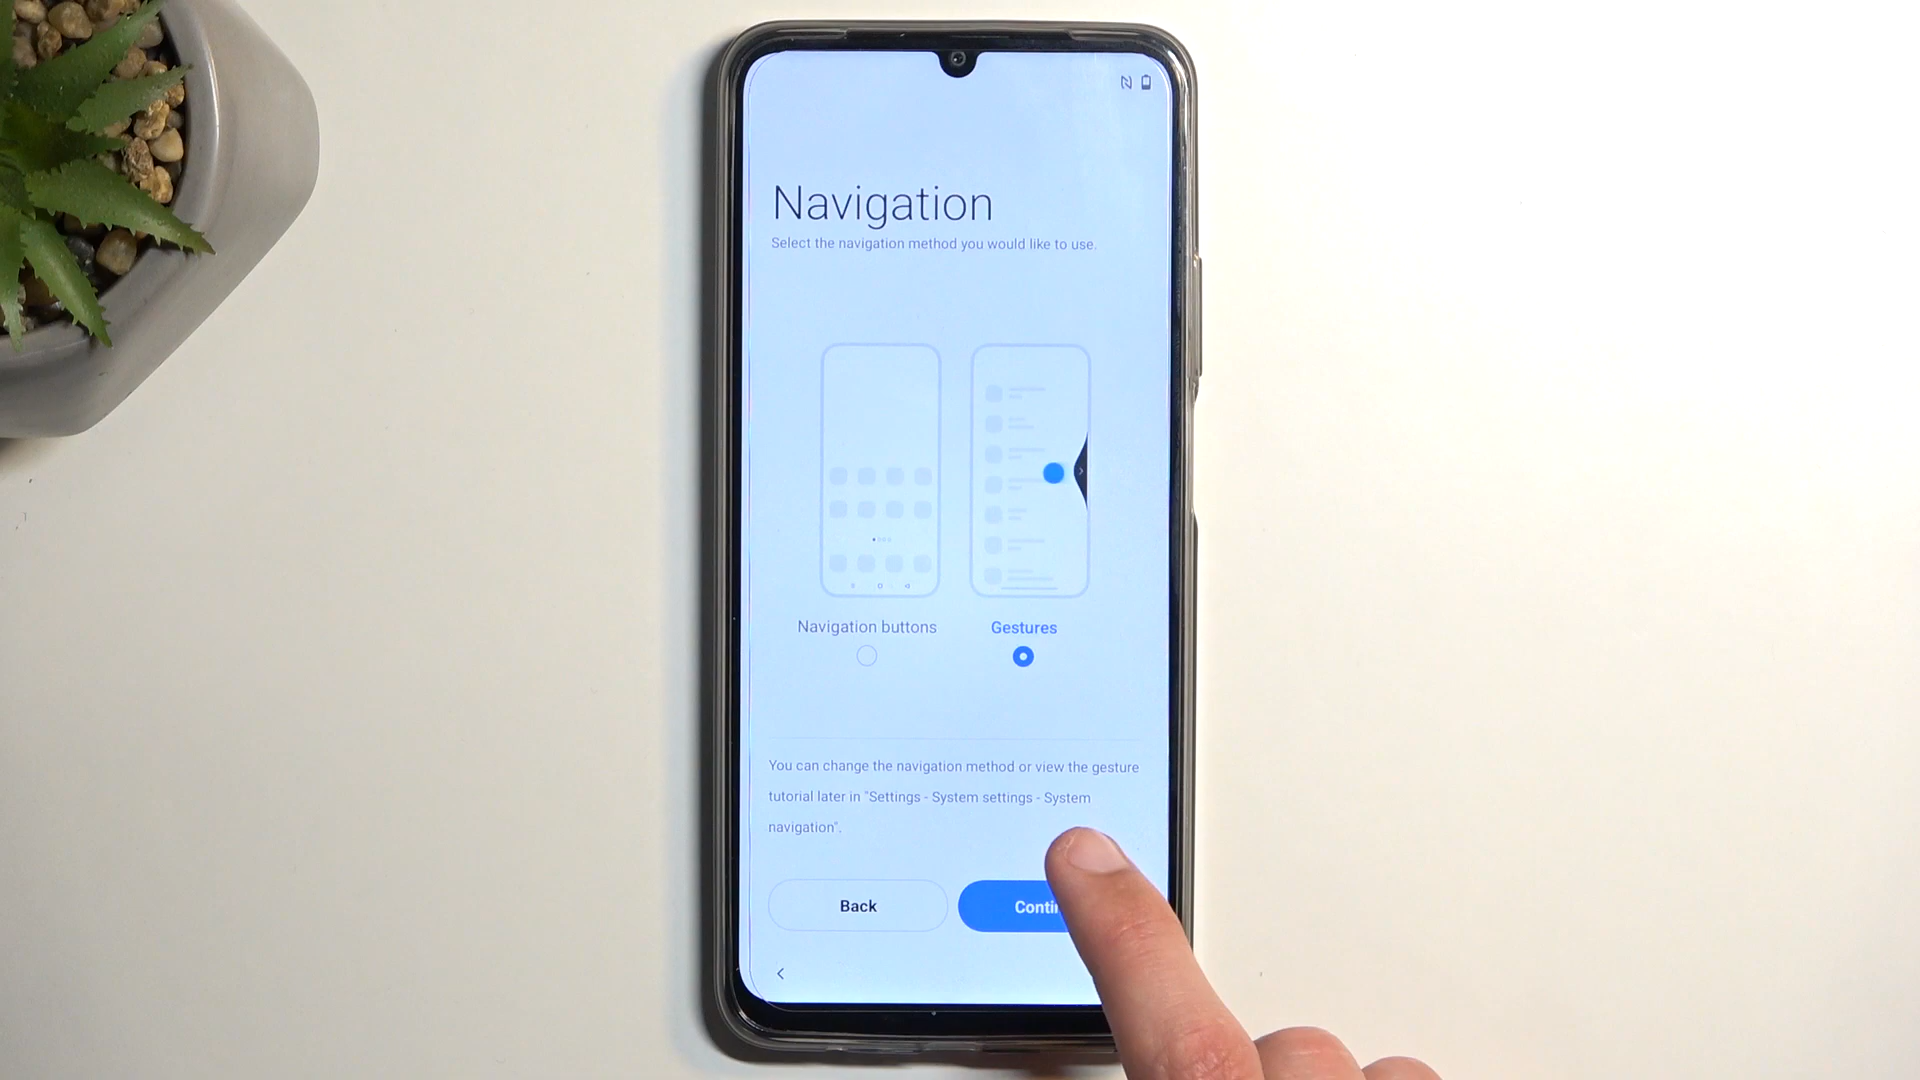 Navigation
Select the navigation method you would like to use.
Navigation buttons
Gestures
You can change the navigation method or view the gesture
tutorial later in "Settings - System settings - System
navigation".
Back
Conti